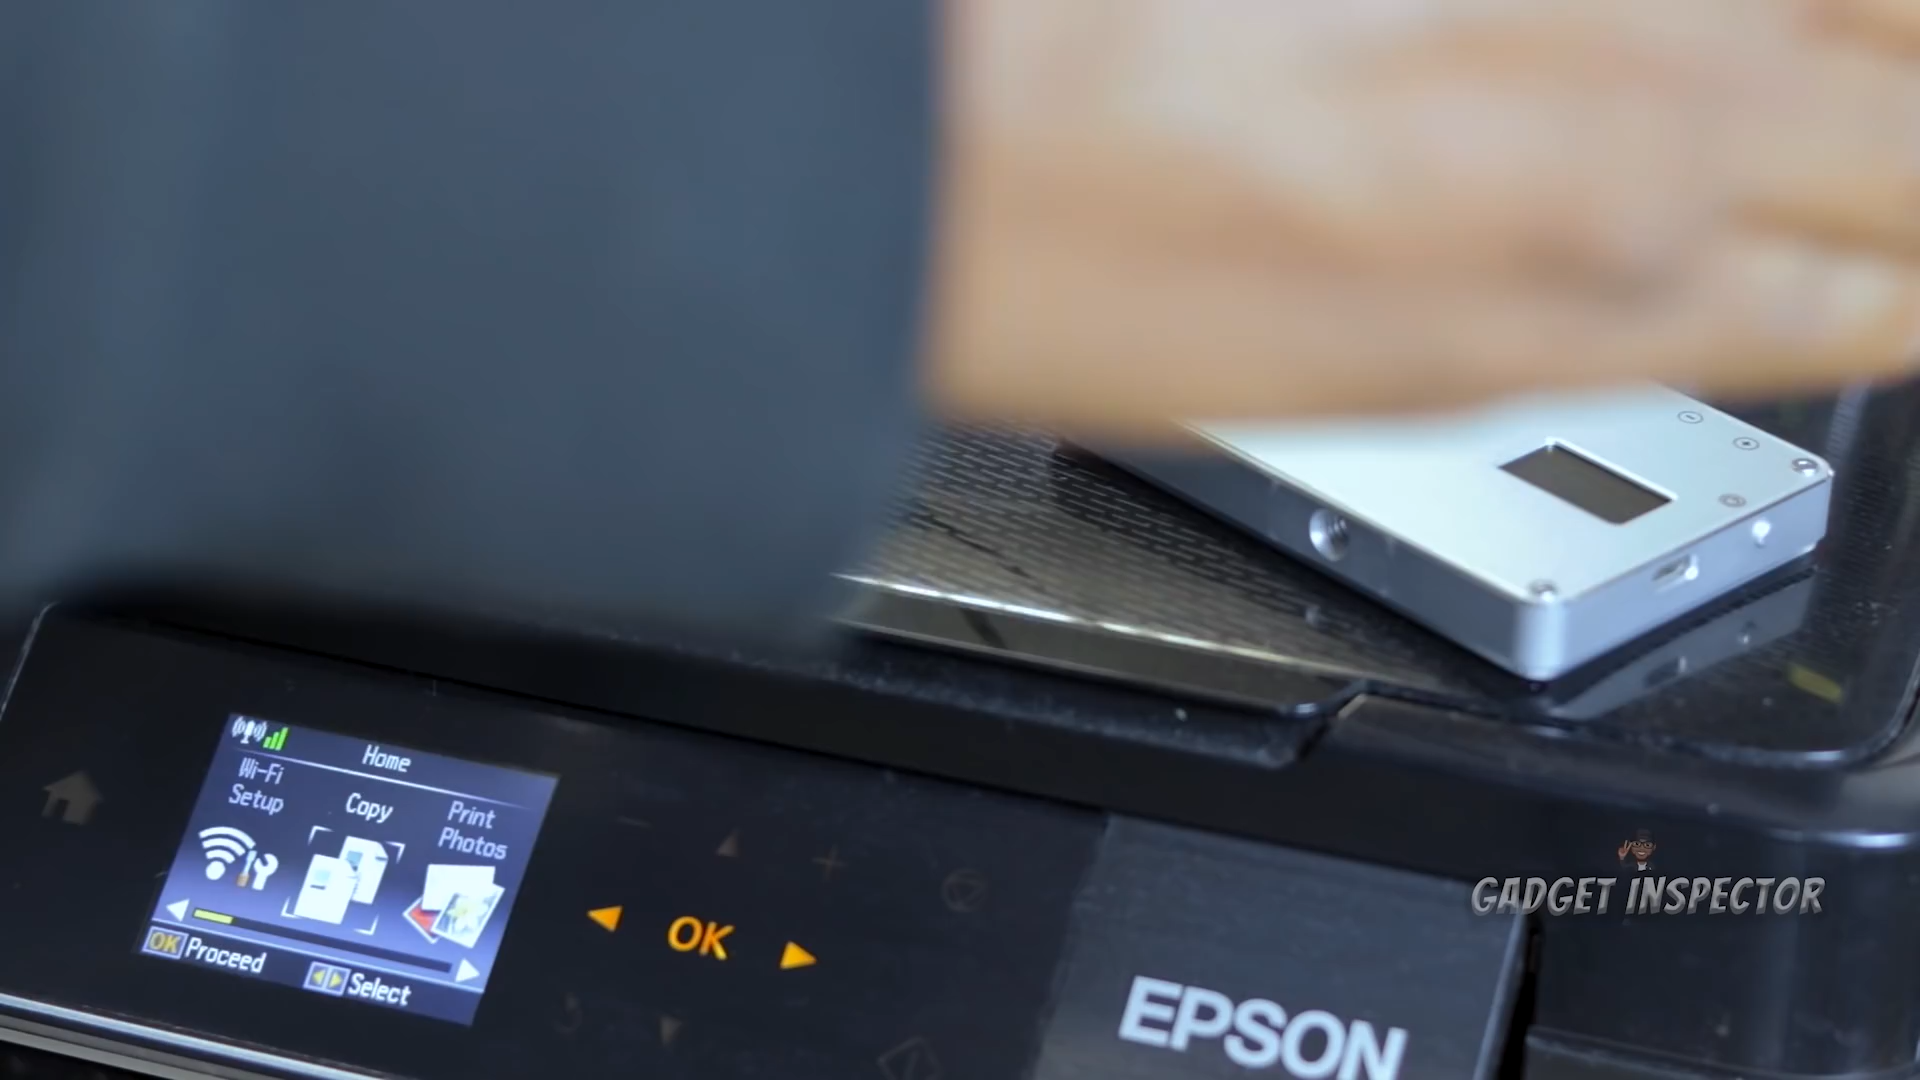 Home
Wi-Fi
Setup
Copy
Print
Photos
OK Proceed
Select
OK
EPSON
GADGET INSPECTOR